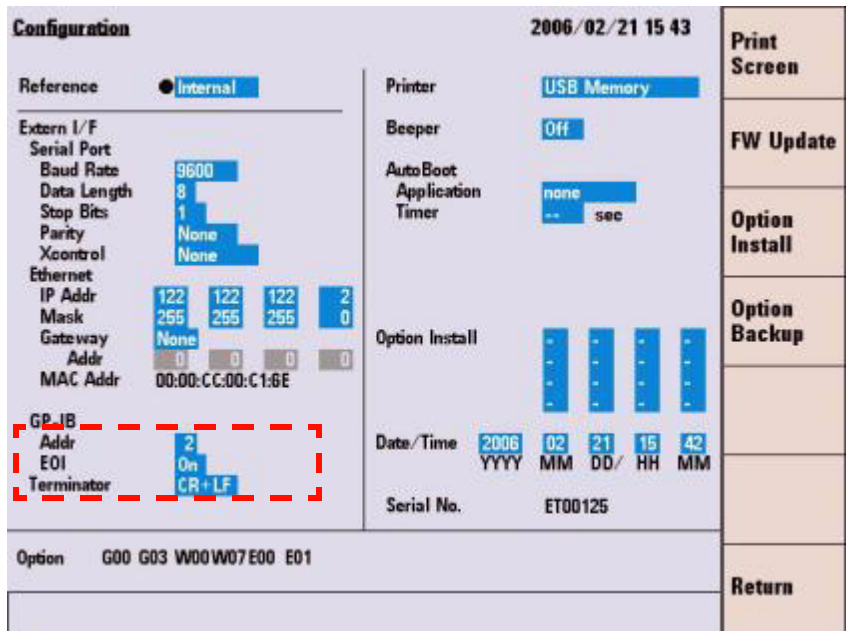 Configuration 2006/02/21 15 43
Reference ●Internal
Extern I/F
Serial Port
Baud Rate 9600
Data Length 8
Stop Bits 1
Parity None
Xcontrol None
Ethernet
IP Addr 122 122 122 2
Mask 255 255 255 0
Gateway None
Addr 0 0 0 0
MAC Addr 00:00:CC:00:C1:6E
GP-IB
Addr 2
EOI On
Terminator CR+LF
Printer USB Memory
Beeper Off
AutoBoot
Application none
Timer -- sec
Option Install - - - -
- - - -
- - - -
- - - -
Date/Time 2006 02 21 15 42
YYYY MM DD/ HH MM
Serial No. ET00125
Option G00 G03 W00 W07 E00 E01
Print
Screen
FW Update
Option
Install
Option
Backup
Return